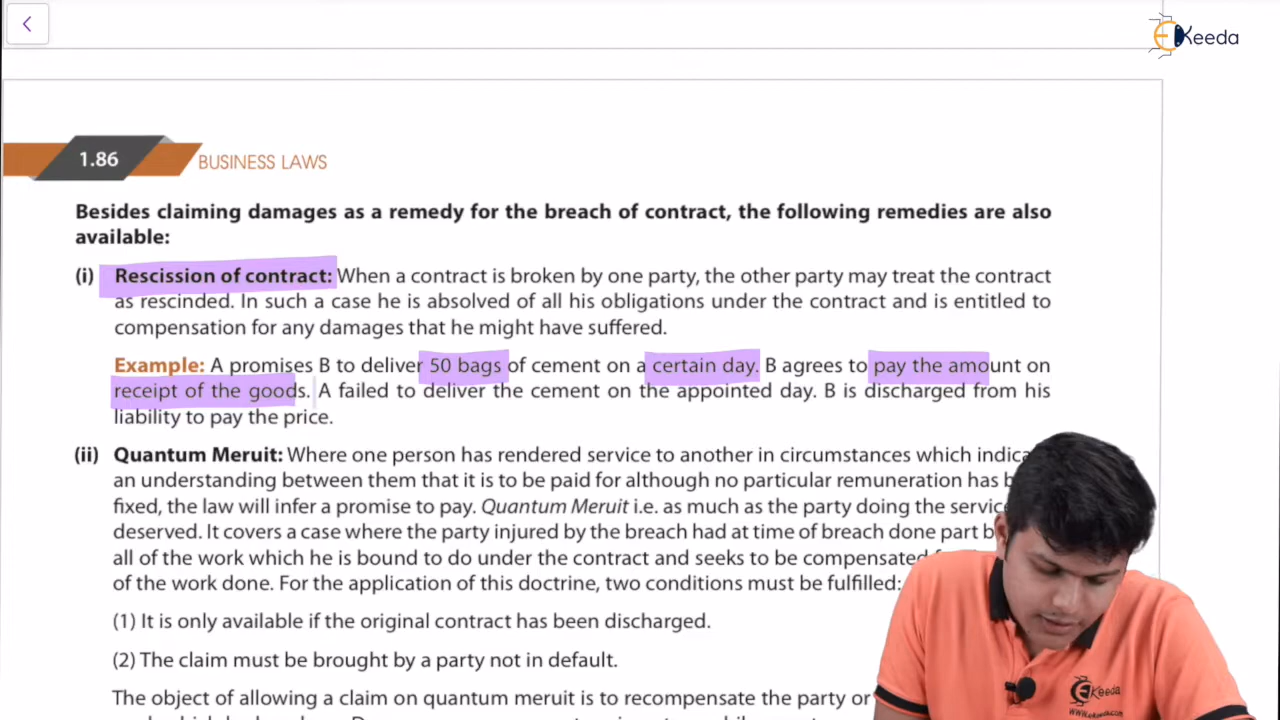 Keeda
1.86
BUSINESS LAWS
Besides claiming damages as a remedy for the breach of contract, the following remedies are also
available:
(i) Rescission of contract: When a contract is broken by one party, the other party may treat the contract
as rescinded. In such a case he is absolved of all his obligations under the contract and is entitled to
compensation for any damages that he might have suffered.
Example: A promises B to deliver 50 bags of cement on a certain day. B agrees to pay the amount on
receipt of the goods. A failed to deliver the cement on the appointed day. B is discharged from his
liability to pay the price.
(ii) Quantum Meruit: Where one person has rendered service to another in circumstances which
an understanding between them that it is to be paid for although no particular remuneration has
fixed, the law will infer a promise to pay. Quantum Meruit i.e. as much as the party doing the
deserved. It covers a case where the party injured by the breach had at time of breach done part
all of the work which he is bound to do under the contract and seeks to be compensated
of the work done. For the application of this doctrine, two conditions must be fulfilled:
(1) It is only available if the original contract has been discharged.
(2) The claim must be brought by a party not in default.
The object of allowing a claim on quantum meruit is to recompensate the party or
Keeda
www.ekeeda.com